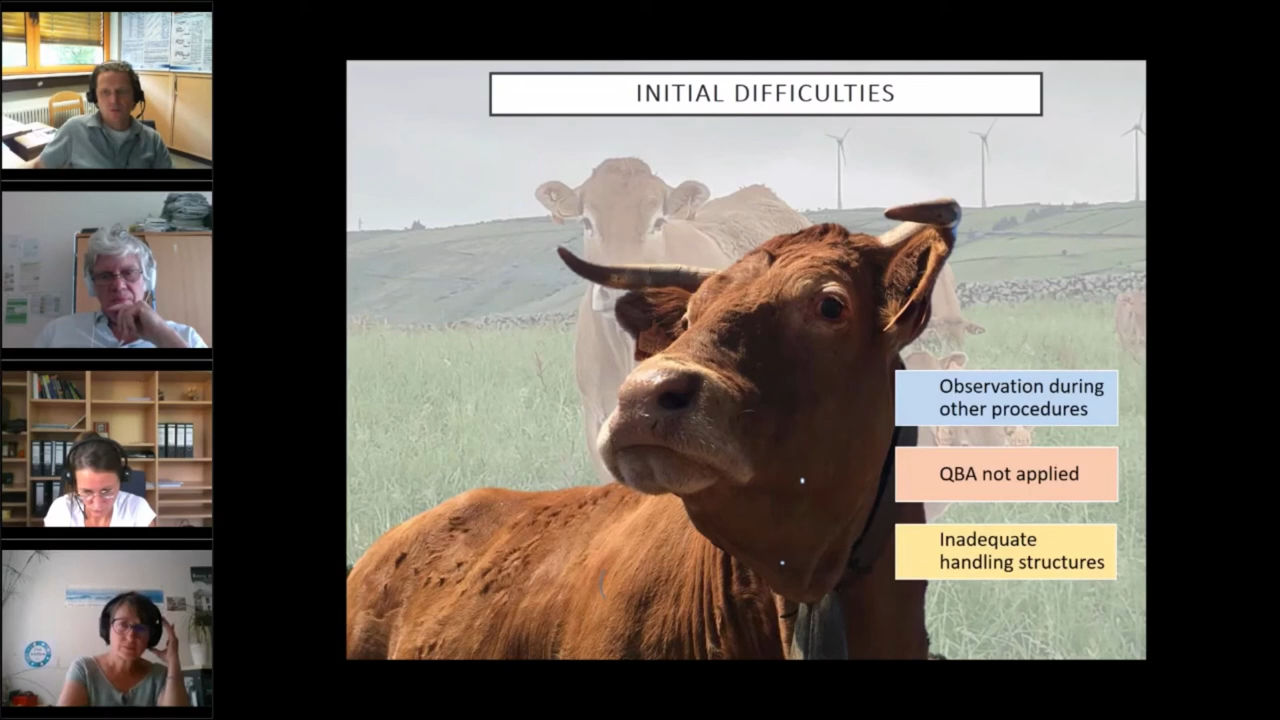 INITIAL DIFFICULTIES
Observation during
other procedures
QBA not applied
Inadequate
handling structures